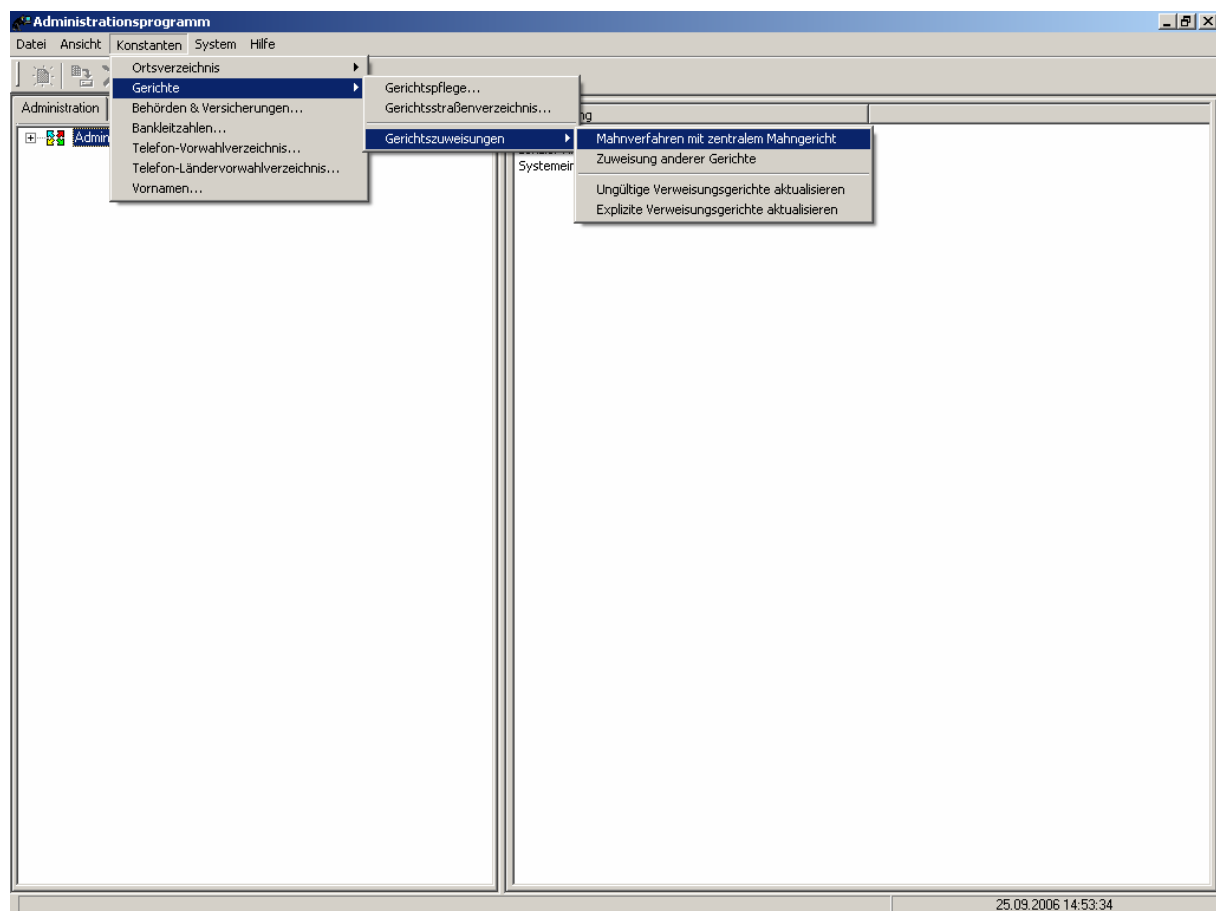 Administrationsprogramm
Datei Ansicht Konstanten System Hilfe
Ortsverzeichnis
Gerichte
Behörden & Versicherungen...
Bankleitzahlen...
Telefon-Vorwahlverzeichnis...
Telefon-Ländervorwahlverzeichnis...
Vornamen...
Gerichtspflege...
Gerichtsstraßenverzeichnis...
Gerichtszuweisungen
Mahnverfahren mit zentralem Mahngericht
Zuweisung anderer Gerichte
Ungültige Verweisungsgerichte aktualisieren
Explizite Verweisungsgerichte aktualisieren
Administration
Admin
ng
Systemein
25.09.2006 14:53:34